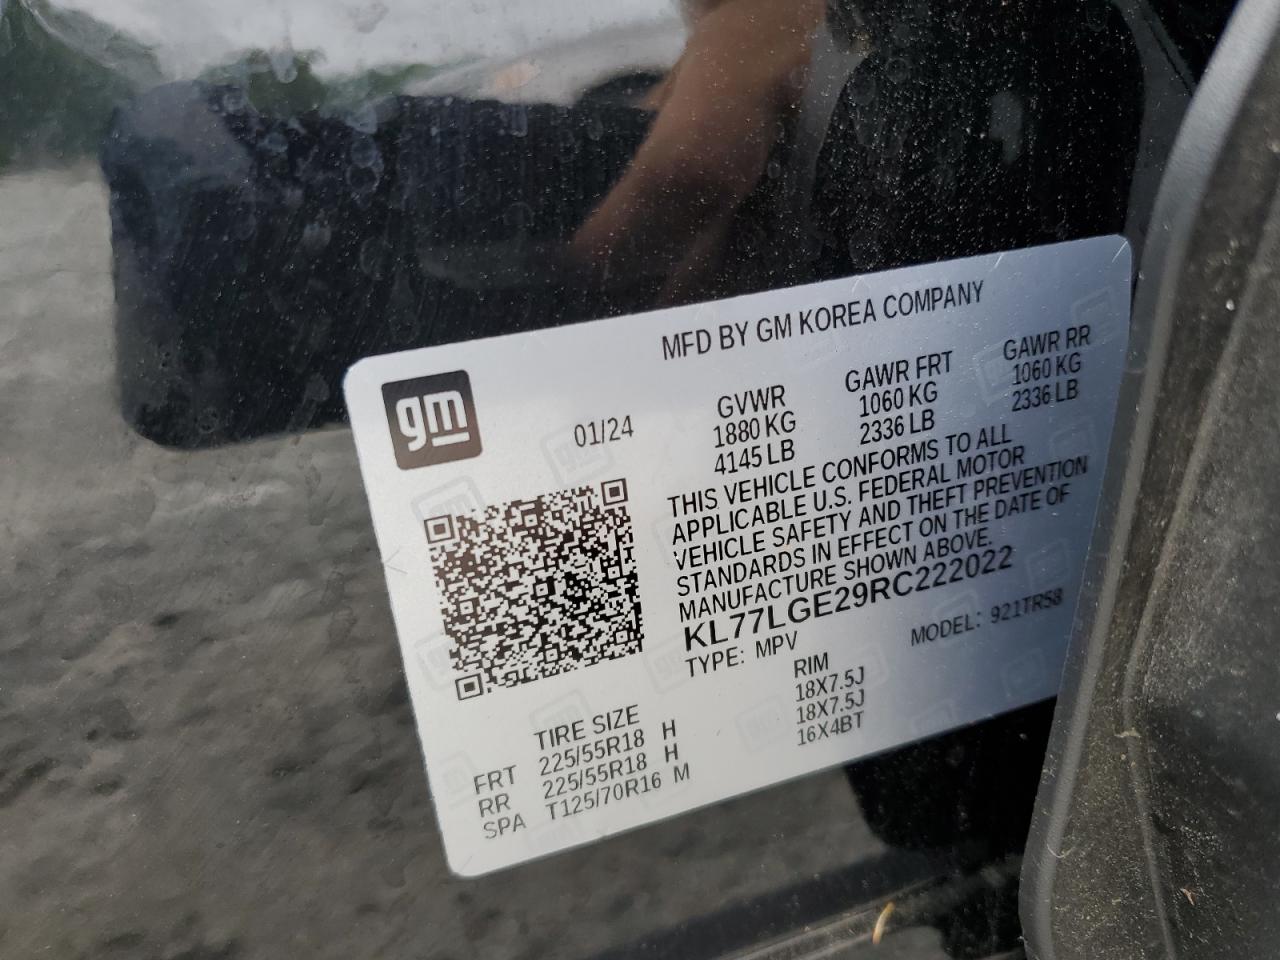 MFD BY GM KOREA COMPANY
gm
01/24
GVWR GAWR FRT GAWR RR
1880 KG 1060 KG 1060 KG
4145 LB 2336 LB 2336 LB
THIS VEHICLE CONFORMS TO ALL
APPLICABLE U.S. FEDERAL MOTOR
VEHICLE SAFETY AND THEFT PREVENTION
STANDARDS IN EFFECT ON THE DATE OF
MANUFACTURE SHOWN ABOVE.
KL77LGE29RC222022
TYPE: MPV MODEL: 921TR58
TIRE SIZE RIM
FRT 225/55R18 H 18X7.5J
RR 225/55R18 H 18X7.5J
SPA T125/70R16 M 16X4BT